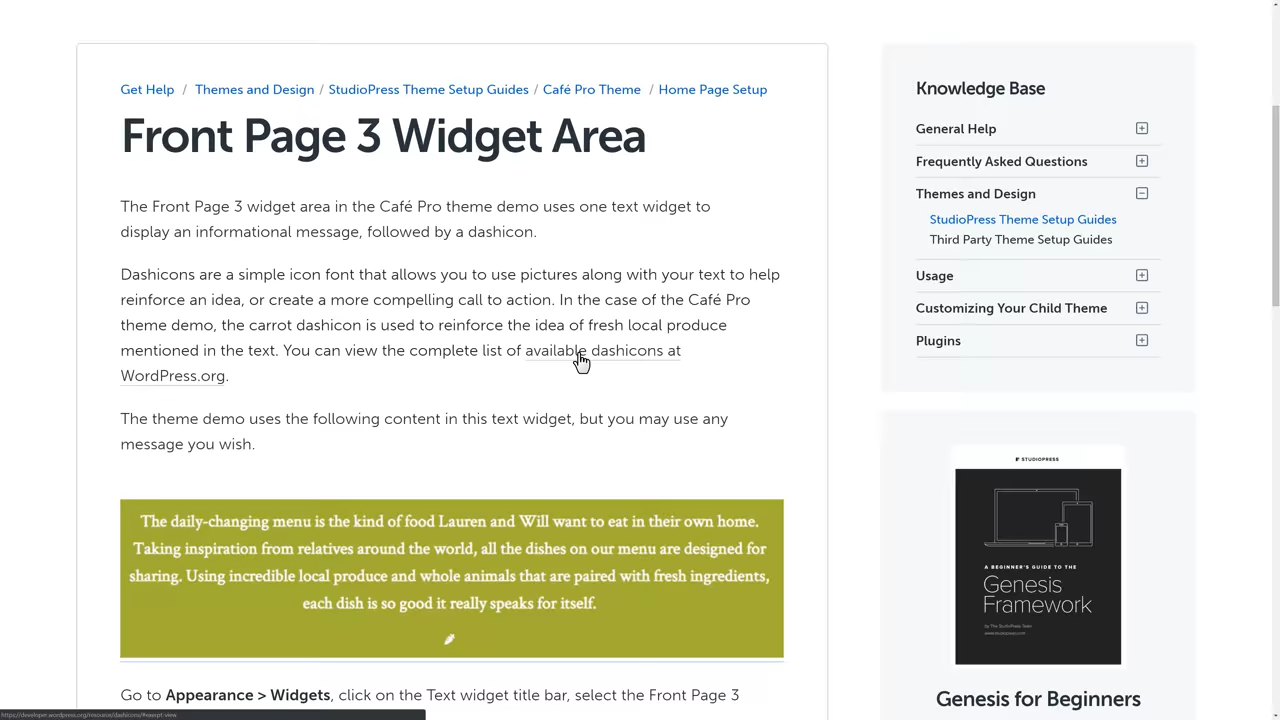 Get Help / Themes and Design / StudioPress Theme Setup Guides / Café Pro Theme / Home Page Setup
Front Page 3 Widget Area
The Front Page 3 widget area in the Café Pro theme demo uses one text widget to
display an informational message, followed by a dashicon.
Dashicons are a simple icon font that allows you to use pictures along with your text to help
reinforce an idea, or create a more compelling call to action. In the case of the Café Pro
theme demo, the carrot dashicon is used to reinforce the idea of fresh local produce
mentioned in the text. You can view the complete list of available dashicons at
WordPress.org.
The theme demo uses the following content in this text widget, but you may use any
message you wish.
The daily-changing menu is the kind of food Lauren and Will want to eat in their own home.
Taking inspiration from relatives around the world, all the dishes on our menu are designed for
sharing. Using incredible local produce and whole animals that are paired with fresh ingredients,
each dish is so good it really speaks for itself.
Go to Appearance > Widgets, click on the Text widget title bar, select the Front Page 3
Knowledge Base
General Help
Frequently Asked Questions
Themes and Design
StudioPress Theme Setup Guides
Third Party Theme Setup Guides
Usage
Customizing Your Child Theme
Plugins
STUDIOPRESS
A BEGINNER'S GUIDE TO THE
Genesis
Framework
by The StudioPress Team
www.studiopress.com
Genesis for Beginners